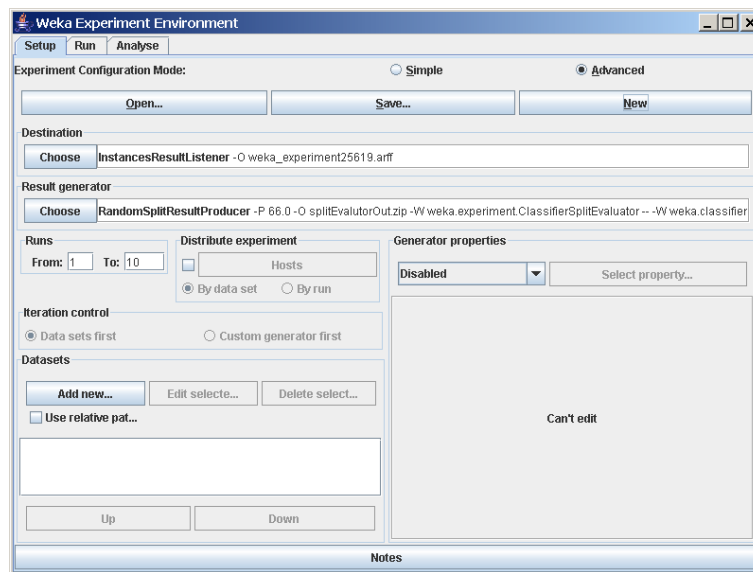 Weka Experiment Environment
Setup Run Analyse
Experiment Configuration Mode: Simple Advanced
Open... Save... New
Destination
Choose InstancesResultListener -O weka_experiment25619.arff
Result generator
Choose RandomSplitResultProducer -P 66.0 -O splitEvalutorOut.zip -W weka.experiment.ClassifierSplitEvaluator -- -W weka.classifier
Runs Distribute experiment Generator properties
From: 1 To: 10 Hosts Disabled Select property...
By data set By run
Iteration control
Data sets first Custom generator first
Datasets
Add new... Edit selecte... Delete select...
Use relative pat... Can't edit
Up Down
Notes